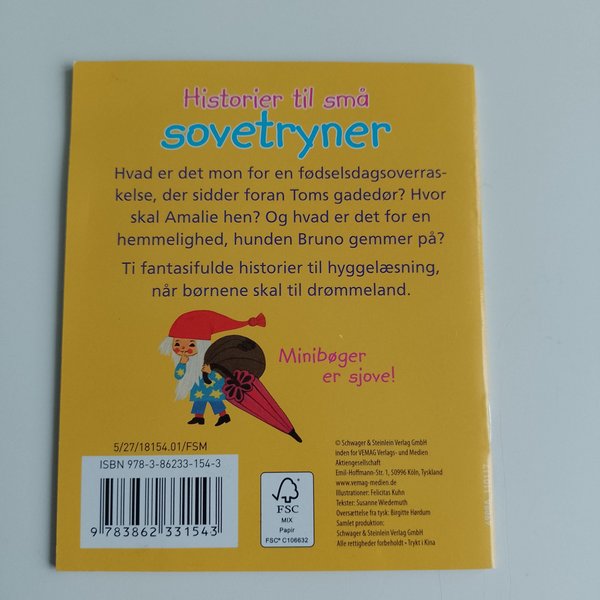 Historier til små
sovetryner
Hvad er det mon for en fødselsdagsoverras-
kelse, der sidder foran Toms gadedør? Hvor
skal Amalie hen? Og hvad er det for en
hemmelighed, hunden Bruno gemmer på?
Ti fantasifulde historier til hyggelæsning,
når børnene skal til drømmeland.
Minibøger
er sjove!
5/27/18154.01/FSM
ISBN 978-3-86233-154-3
9 783862 331543
FSC
MIX
Papir
FSC® C106632
© Schwager & Steinlein Verlag GmbH
inden for VEMAG Verlags- und Medien
Aktiengesellschaft
Emil-Hoffmann-Str. 1, 50996 Köln, Tyskland
www.vemag-medien.de
Illustrationer: Felicitas Kuhn
Tekster: Susanne Wiedemuth
Oversættelse fra tysk: Birgitte Hørdum
Samlet produktion:
Schwager & Steinlein Verlag GmbH
Alle rettigheder forbeholdt • Trykt i Kina